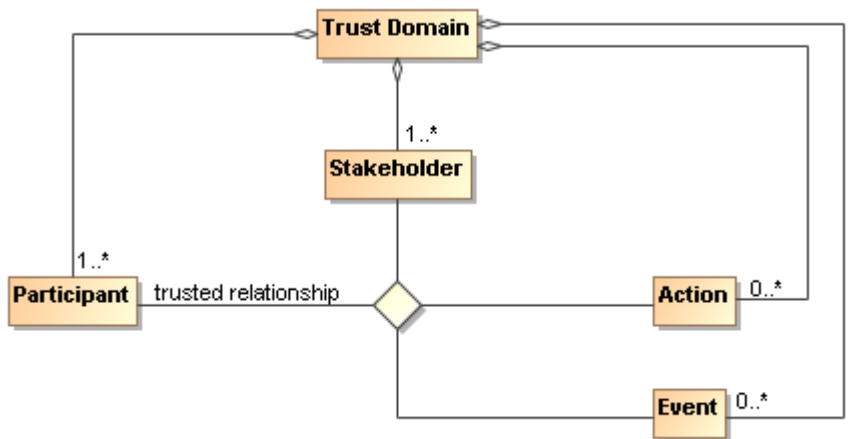 Trust Domain
1..*
Stakeholder
1..*
Participant
trusted relationship
Action
0..*
Event
0..*